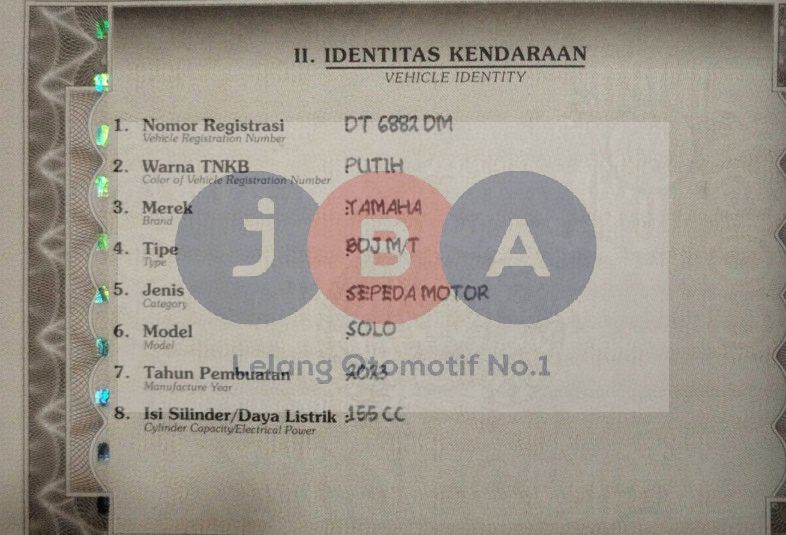 II. IDENTITAS KENDARAAN
VEHICLE IDENTITY
1. Nomor Registrasi DT 6882 DM
Vehicle Registration Number
2. Warna TNKB PUTIH
Color of Vehicle Registration Number
3. Merek :YAMAHA
Brand
4. Tipe :BDJ M/T
Type
5. Jenis :SEPEDA MOTOR
Category
6. Model :SOLO
Model
7. Tahun Pembuatan :2023
Manufacture Year
8. Isi Silinder/Daya Listrik :155 CC
Cylinder Capacity/Electrical Power
jBA
Lelang Otomotif No.1